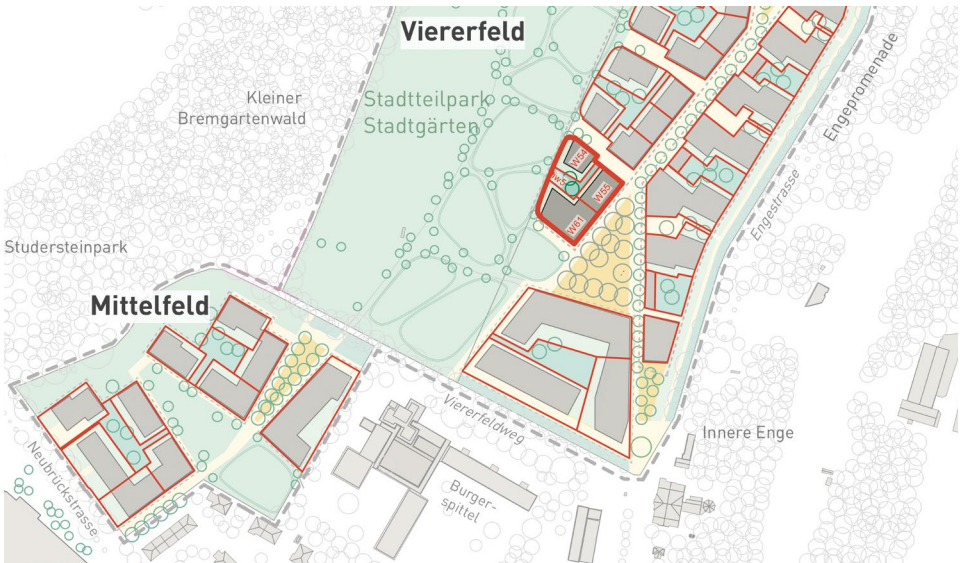 Viererfeld
Kleiner
Bremgartenwald
Stadtteilpark
Stadtgärten
Engepromenade
W54
W55
W61
Engestrasse
Studersteinpark
Mittelfeld
Viererfeldweg
Innere Enge
Neubrückstrasse
Burger-
spittel